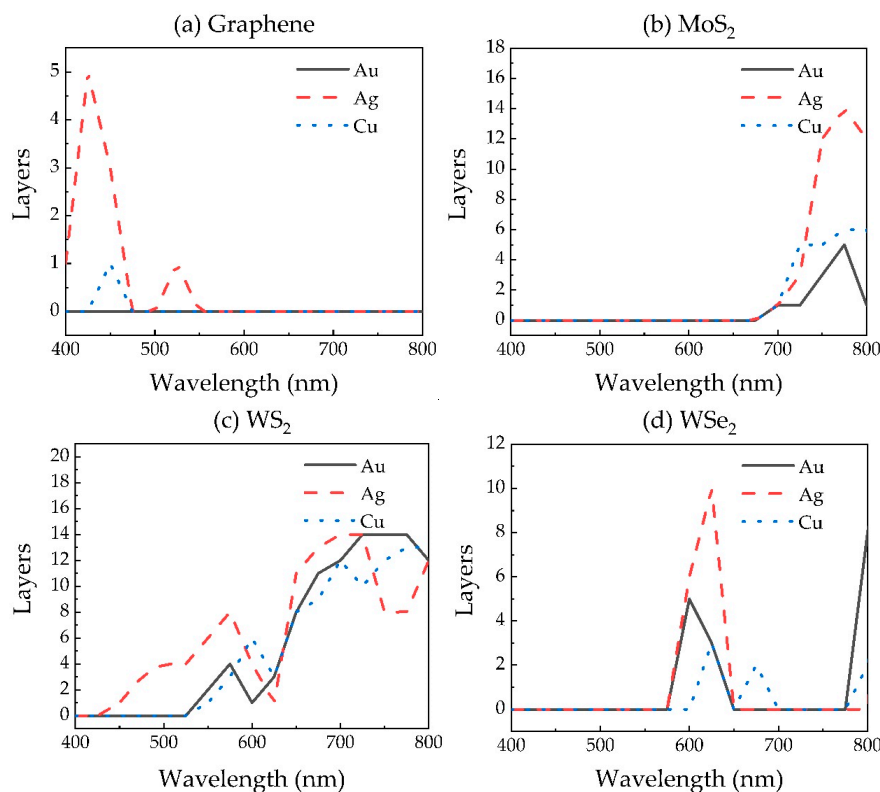 (a) Graphene
5
4
3
2
1
0
400 500 600 700 800
Layers
Wavelength (nm)
Au
Ag
Cu
(b) MoS₂
18
16
14
12
10
8
6
4
2
0
400 500 600 700 800
Layers
Wavelength (nm)
Au
Ag
Cu
(c) WS₂
20
18
16
14
12
10
8
6
4
2
0
400 500 600 700 800
Layers
Wavelength (nm)
Au
Ag
Cu
(d) WSe₂
12
10
8
6
4
2
0
400 500 600 700 800
Layers
Wavelength (nm)
Au
Ag
Cu